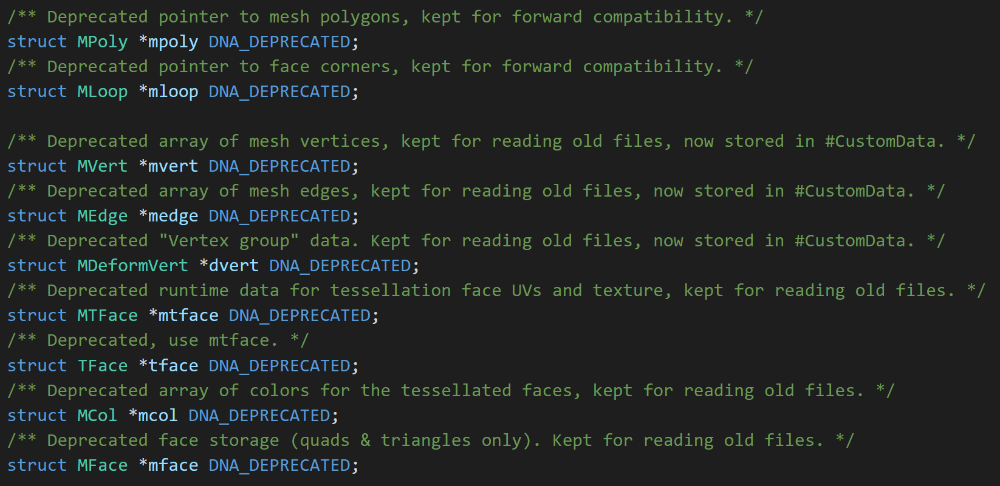 /** Deprecated pointer to mesh polygons, kept for forward compatibility. */
struct MPoly *mpoly DNA_DEPRECATED;
/** Deprecated pointer to face corners, kept for forward compatibility. */
struct MLoop *mloop DNA_DEPRECATED;
/** Deprecated array of mesh vertices, kept for reading old files, now stored in #CustomData. */
struct MVert *mvert DNA_DEPRECATED;
/** Deprecated array of mesh edges, kept for reading old files, now stored in #CustomData. */
struct MEdge *medge DNA_DEPRECATED;
/** Deprecated "Vertex group" data. Kept for reading old files, now stored in #CustomData. */
struct MDeformVert *dvert DNA_DEPRECATED;
/** Deprecated runtime data for tessellation face UVs and texture, kept for reading old files. */
struct MTFace *mtface DNA_DEPRECATED;
/** Deprecated, use mtface. */
struct TFace *tface DNA_DEPRECATED;
/** Deprecated array of colors for the tessellated faces, kept for reading old files. */
struct MCol *mcol DNA_DEPRECATED;
/** Deprecated face storage (quads & triangles only). Kept for reading old files. */
struct MFace *mface DNA_DEPRECATED;